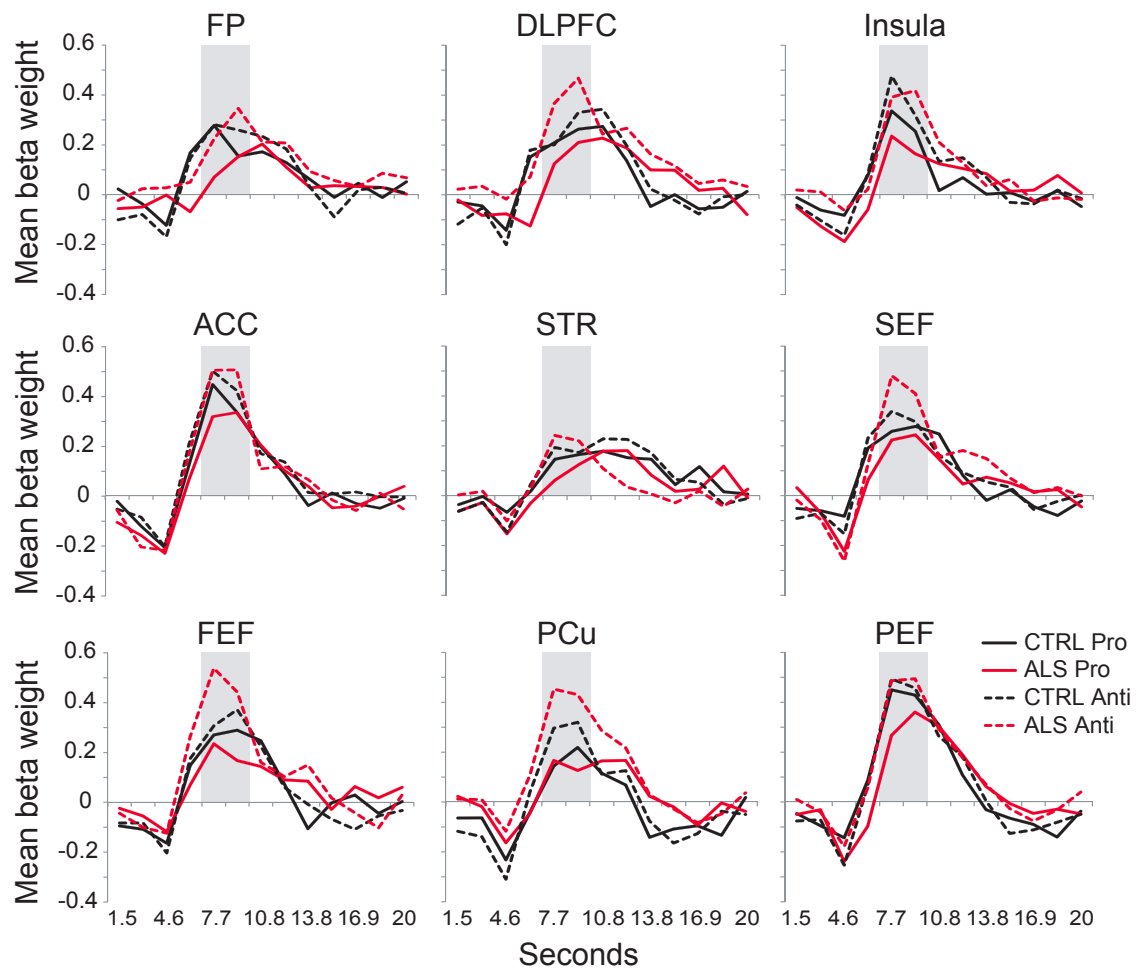 FP DLPFC Insula
0.6
0.4
0.2
0
-0.2
-0.4
Mean beta weight
ACC STR SEF
0.6
0.4
0.2
0
-0.2
-0.4
Mean beta weight
FEF PCu PEF
0.6
0.4
0.2
0
-0.2
-0.4
Mean beta weight
CTRL Pro
ALS Pro
CTRL Anti
ALS Anti
1.5 4.6 7.7 10.8 13.8 16.9 20 1.5 4.6 7.7 10.8 13.8 16.9 20 1.5 4.6 7.7 10.8 13.8 16.9 20
Seconds